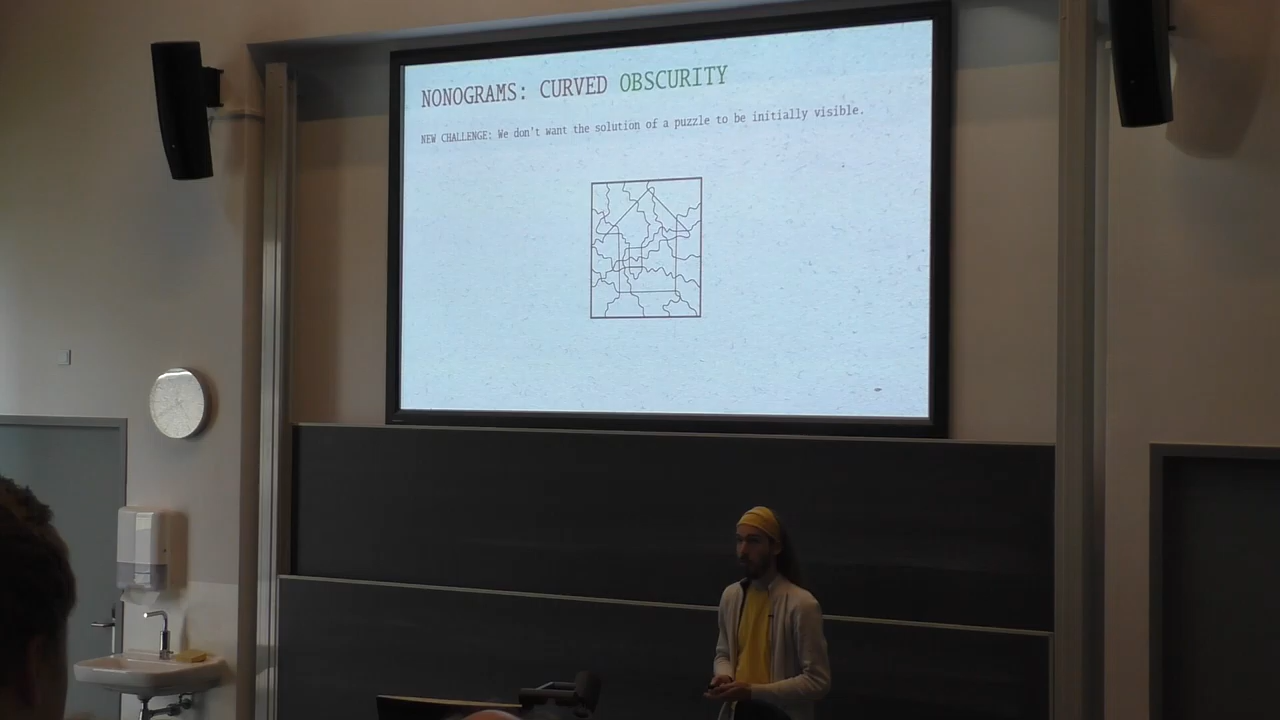 NONOGRAMS: CURVED OBSCURITY
NEW CHALLENGE: We don't want the solution of a puzzle to be initially visible.